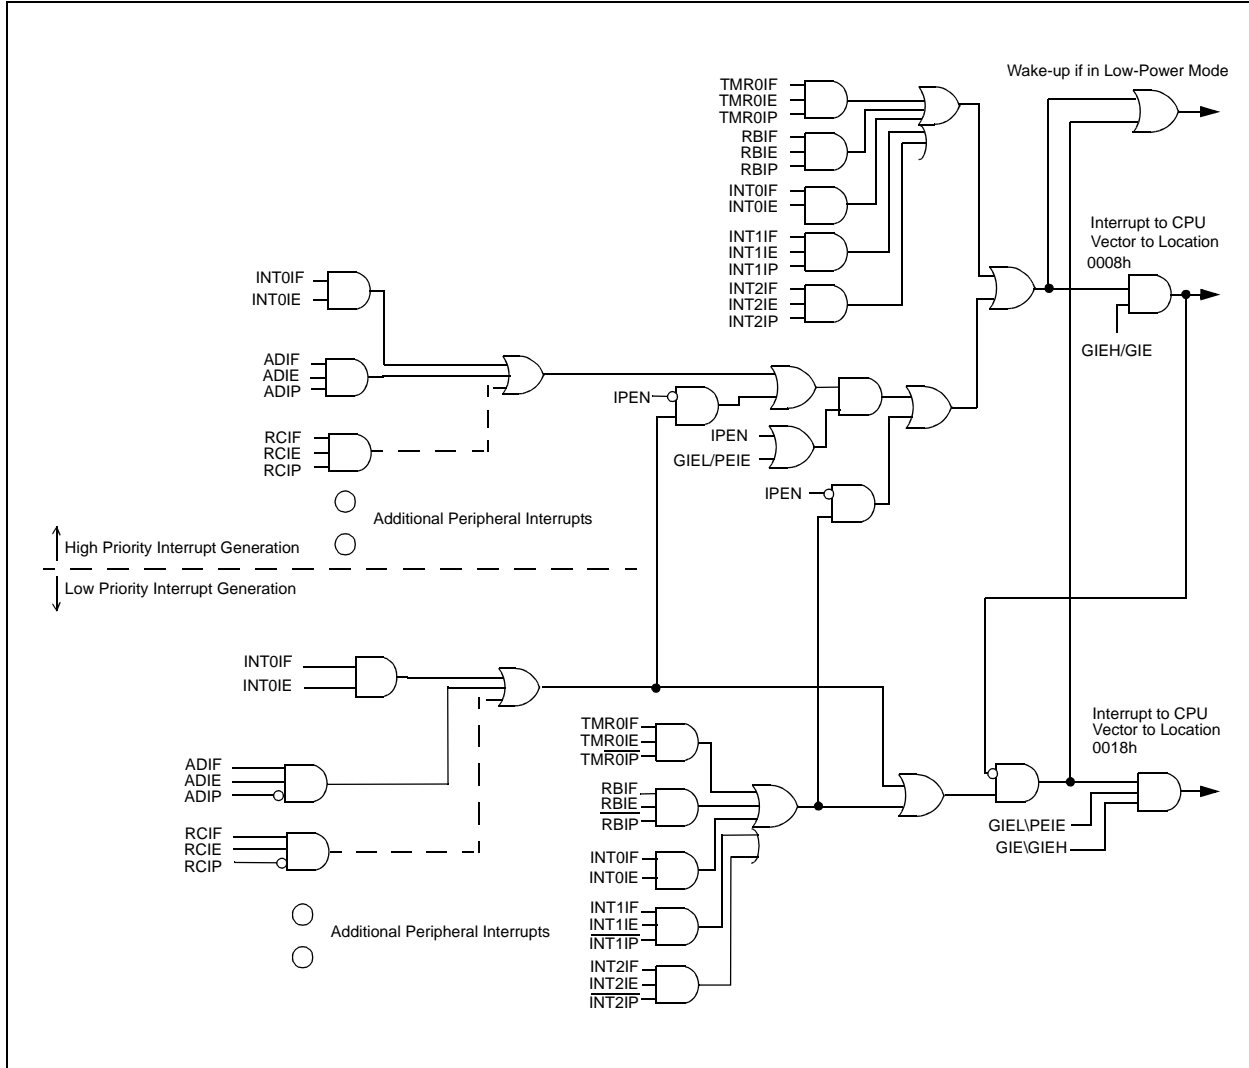 TMR0IF
TMR0IE
TMR0IP
RBIF
RBIE
RBIP
INT0IF
INT0IE
INT1IF
INT1IE
INT1IP
INT2IF
INT2IE
INT2IP
Wake-up if in Low-Power Mode
Interrupt to CPU
Vector to Location
0008h
GIEH/GIE
INT0IF
INT0IE
ADIF
ADIE
ADIP
RCIF
RCIE
RCIP
IPEN
IPEN
GIEL/PEIE
IPEN
Additional Peripheral Interrupts
High Priority Interrupt Generation
Low Priority Interrupt Generation
INT0IF
INT0IE
ADIF
ADIE
ADIP
RCIF
RCIE
RCIP
Additional Peripheral Interrupts
TMR0IF
TMR0IE
TMR0IP
RBIF
RBIE
RBIP
INT0IF
INT0IE
INT1IF
INT1IE
INT1IP
INT2IF
INT2IE
INT2IP
Interrupt to CPU
Vector to Location
0018h
GIEL\PEIE
GIE\GIEH